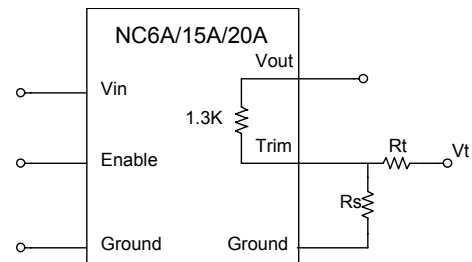 NC6A/15A/20A
Vout
Vin
1.3K
Trim
Rt
Vt
Enable
Rs
Ground
Ground